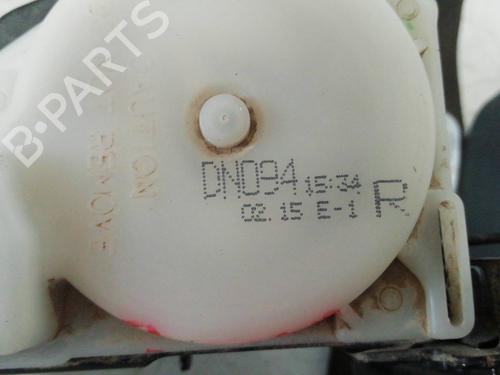 B-PARTS
CAUTION
REMOVE
DN094 15:34
02.15 E-1 R